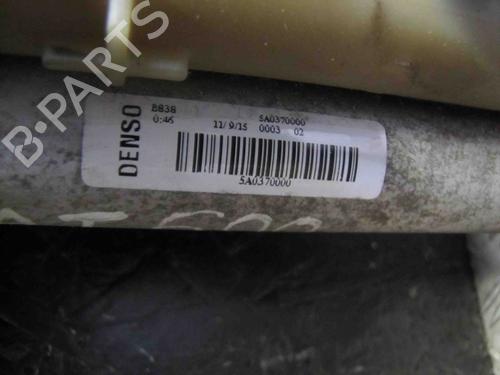 B-PARTS
DENSO
8838 5A0370000
0:46 11/9/15 0003 02
5A0370000